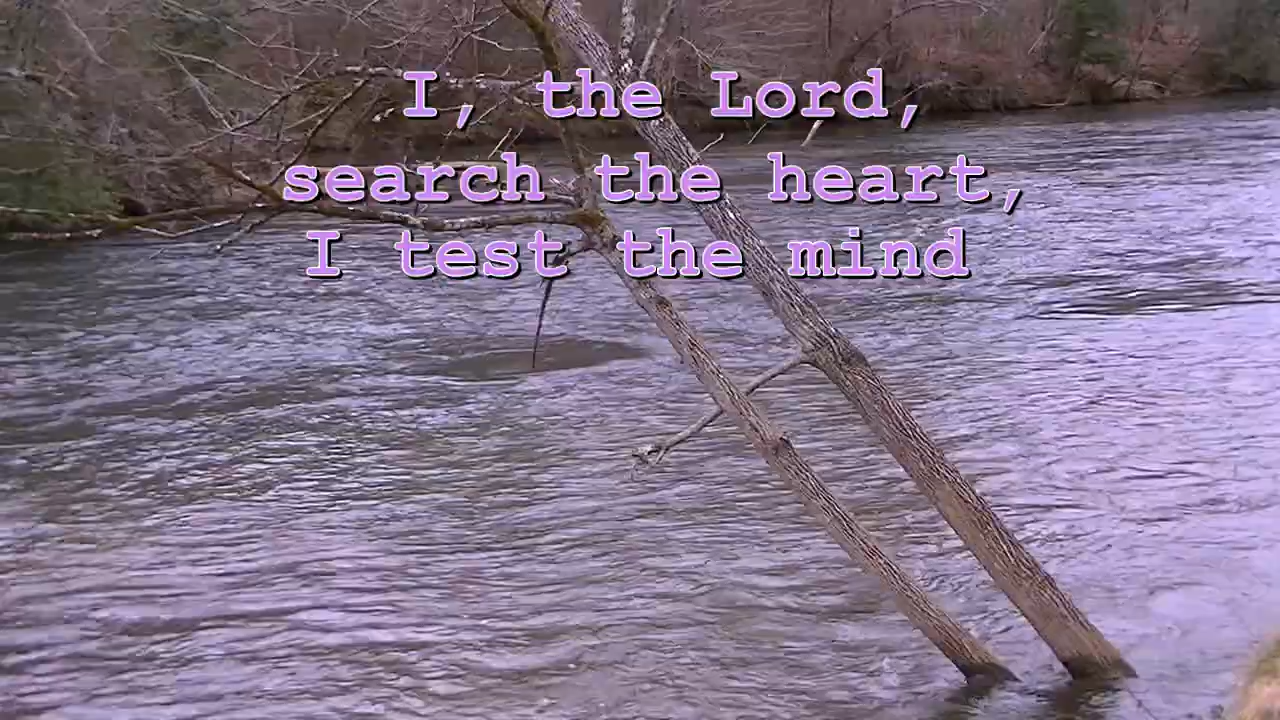 I, the Lord,
search the heart,
I test the mind